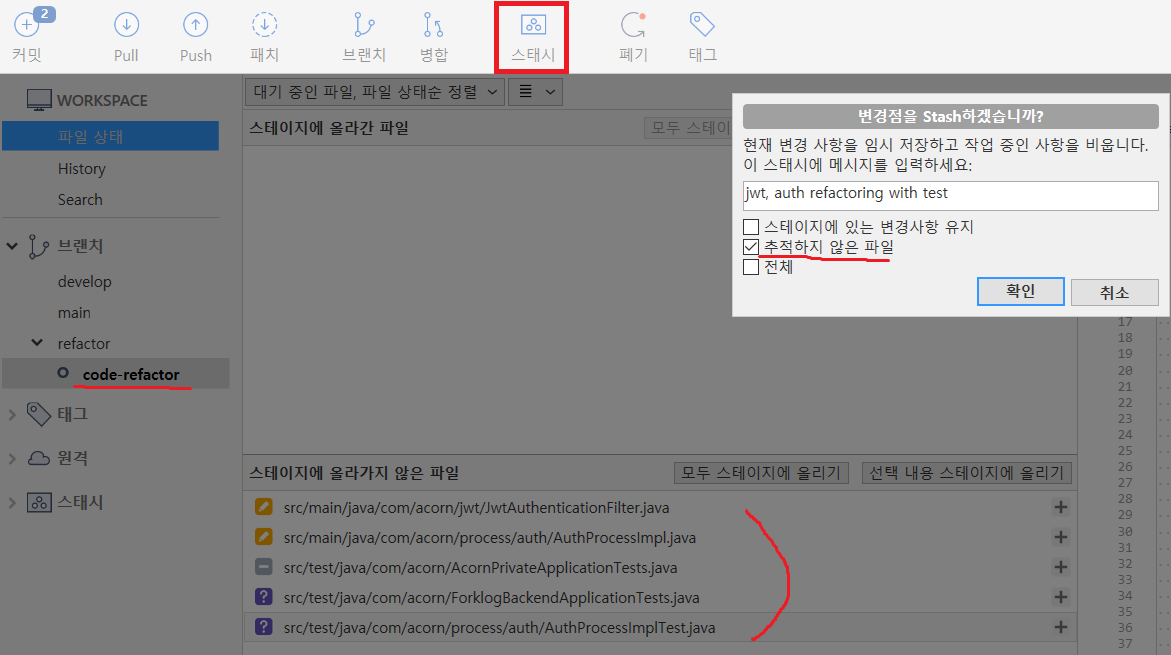 2
커밋 Pull Push 패치 브랜치 병합 스태시 폐기 태그
WORKSPACE
파일 상태
History
Search
브랜치
develop
main
refactor
code-refactor
태그
원격
스태시
대기 중인 파일, 파일 상태순 정렬
스테이지에 올라간 파일
모두 스테이
변경점을 Stash하겠습니까?
현재 변경 사항을 임시 저장하고 작업 중인 사항을 비웁니다.
이 스태시에 메시지를 입력하세요:
jwt, auth refactoring with test
스테이지에 있는 변경사항 유지
추적하지 않은 파일
전체
확인 취소
스테이지에 올라가지 않은 파일 모두 스테이지에 올리기 선택 내용 스테이지에 올리기
src/main/java/com/acorn/jwt/JwtAuthenticationFilter.java
src/main/java/com/acorn/process/auth/AuthProcessImpl.java
src/test/java/com/acorn/AcornPrivateApplicationTests.java
? src/test/java/com/acorn/ForklogBackendApplicationTests.java
? src/test/java/com/acorn/process/auth/AuthProcessImplTest.java
17
18
19
20
21
22
23
24
25
26
27
28
29
30
31
32
33
34
35
36
37